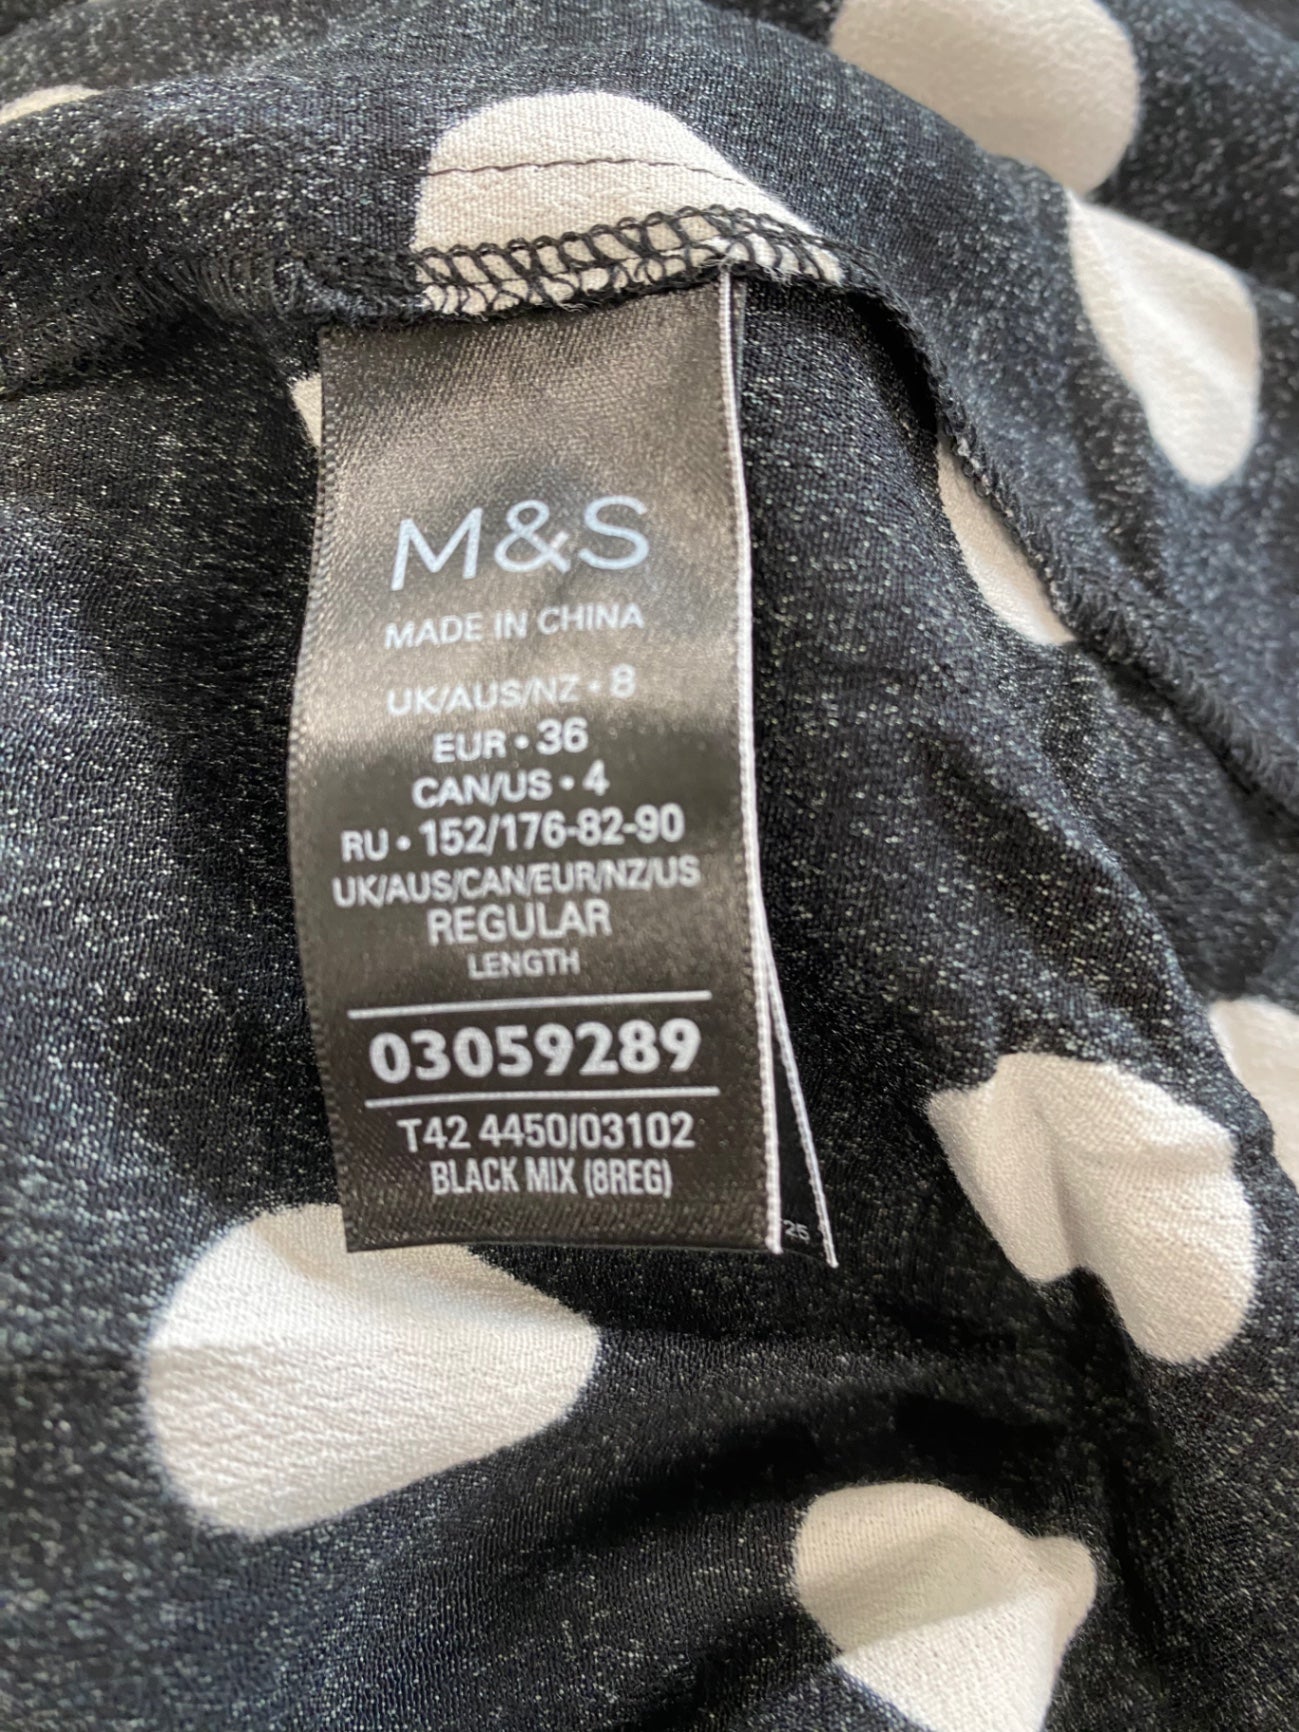 M&S
MADE IN CHINA
UK/AUS/NZ • 8
EUR • 36
CAN/US • 4
RU • 152/176-82-90
UK/AUS/CAN/EUR/NZ/US
REGULAR
LENGTH
03059289
T42 4450/03102
BLACK MIX (8REG)
25